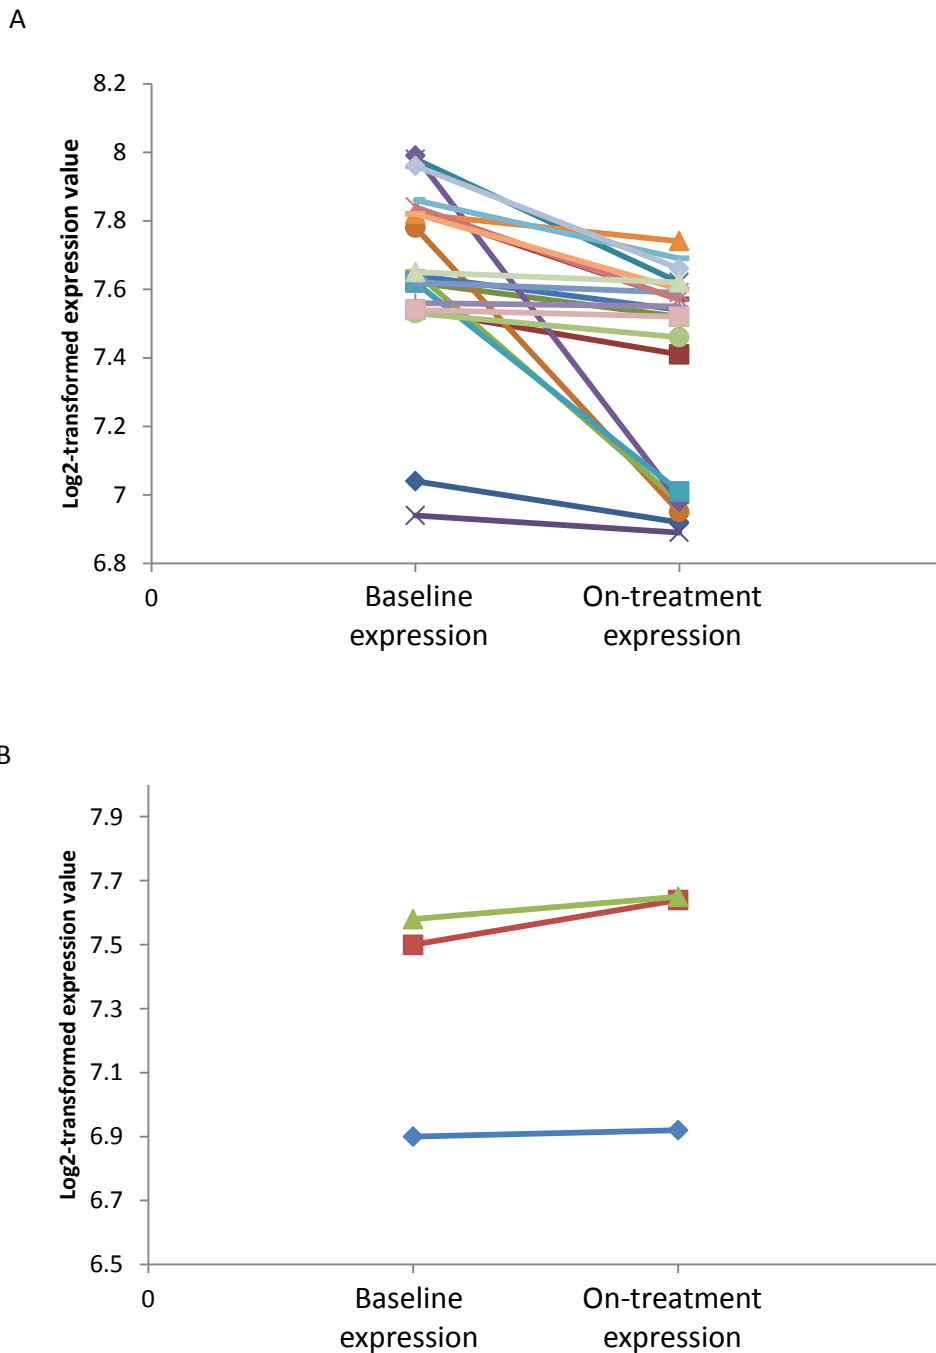 A
Log2-transformed expression value
8.2
8
7.8
7.6
7.4
7.2
7
6.8
0
Baseline
expression
On-treatment
expression
B
Log2-transformed expression value
7.9
7.7
7.5
7.3
7.1
6.9
6.7
6.5
0
Baseline
expression
On-treatment
expression